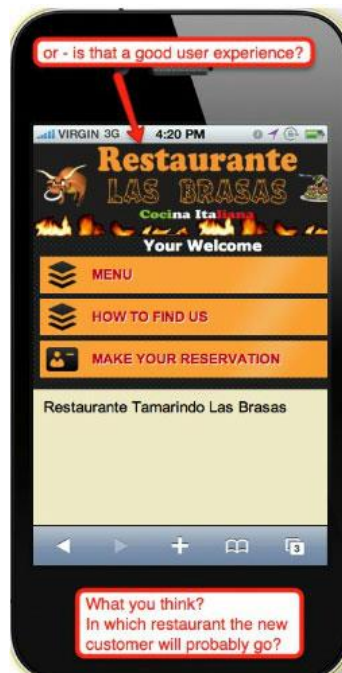 or - is that a good user experience?
VIRGIN 3G 4:20 PM
Restaurante
LAS BRASAS
Cocina Italiana
Your Welcome
MENU
HOW TO FIND US
MAKE YOUR RESERVATION
Restaurante Tamarindo Las Brasas
3
What you think?
In which restaurant the new
customer will probably go?